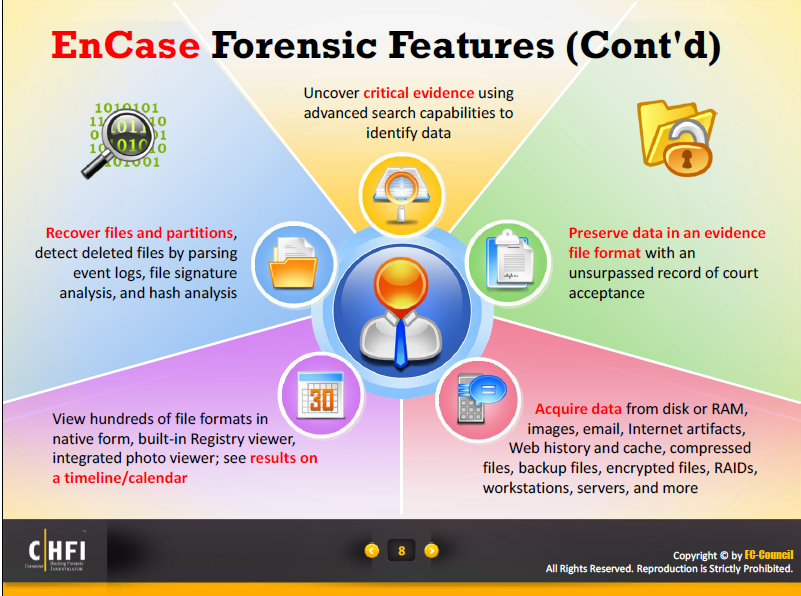 EnCase Forensic Features (Cont'd)
Uncover critical evidence using
advanced search capabilities to
identify data
Recover files and partitions,
detect deleted files by parsing
event logs, file signature
analysis, and hash analysis
Preserve data in an evidence
file format with an
unsurpassed record of court
acceptance
View hundreds of file formats in
native form, built-in Registry viewer,
integrated photo viewer; see results on
a timeline/calendar
30
Acquire data from disk or RAM,
images, email, Internet artifacts,
Web history and cache, compressed
files, backup files, encrypted files, RAIDs,
workstations, servers, and more
CHFI
Computer Hacking Forensic
INVESTIGATOR
8
Copyright © by EC-Council
All Rights Reserved. Reproduction is Strictly Prohibited.